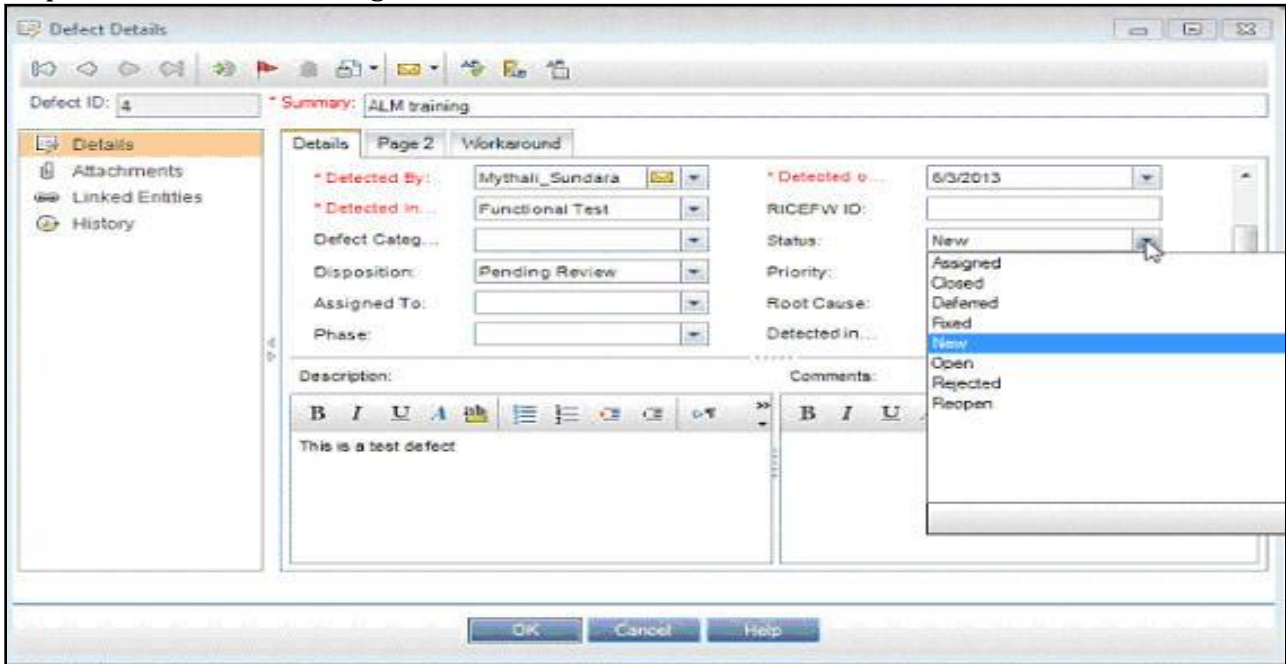 Defect Details
Defect ID: 4 * Summary: ALM training
Details
Attachments
Linked Entities
History
Details Page 2 Workaround
* Detected By: Mythali_Sundara * Detected o... 6/3/2013
* Detected in... Functional Test RICEFW ID:
Defect Categ... Status: New
Disposition: Pending Review Priority:
Assigned To: Root Cause:
Phase: Detected in...
Assigned
Closed
Deferred
Fixed
New
Open
Rejected
Reopen
Description: Comments:
B I U A ab B I U
This is a test defect
OK Cancel Help